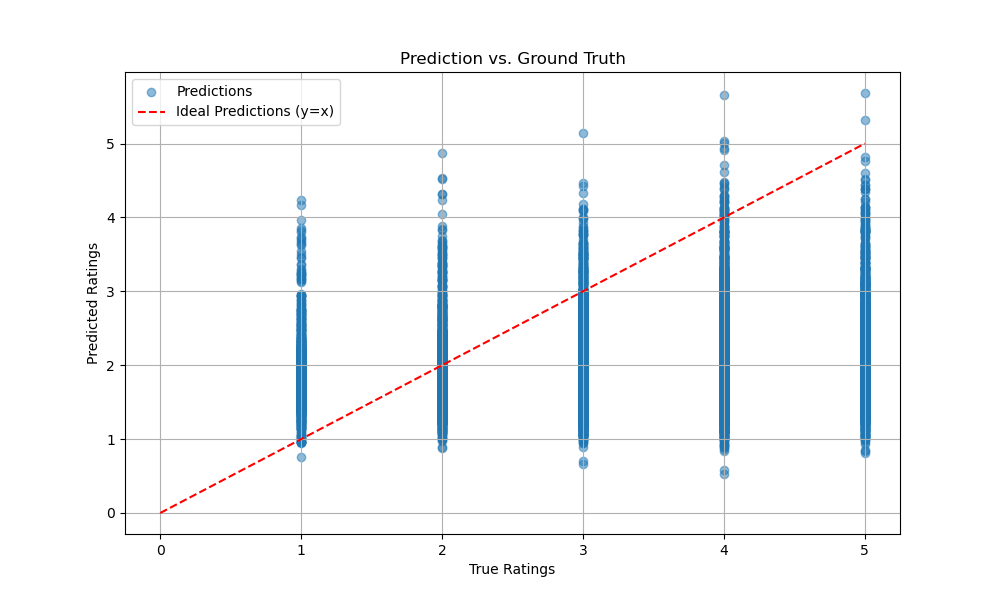 Prediction vs. Ground Truth
Predictions
Ideal Predictions (y=x)
Predicted Ratings
5
4
3
2
1
0
0 1 2 3 4 5
True Ratings